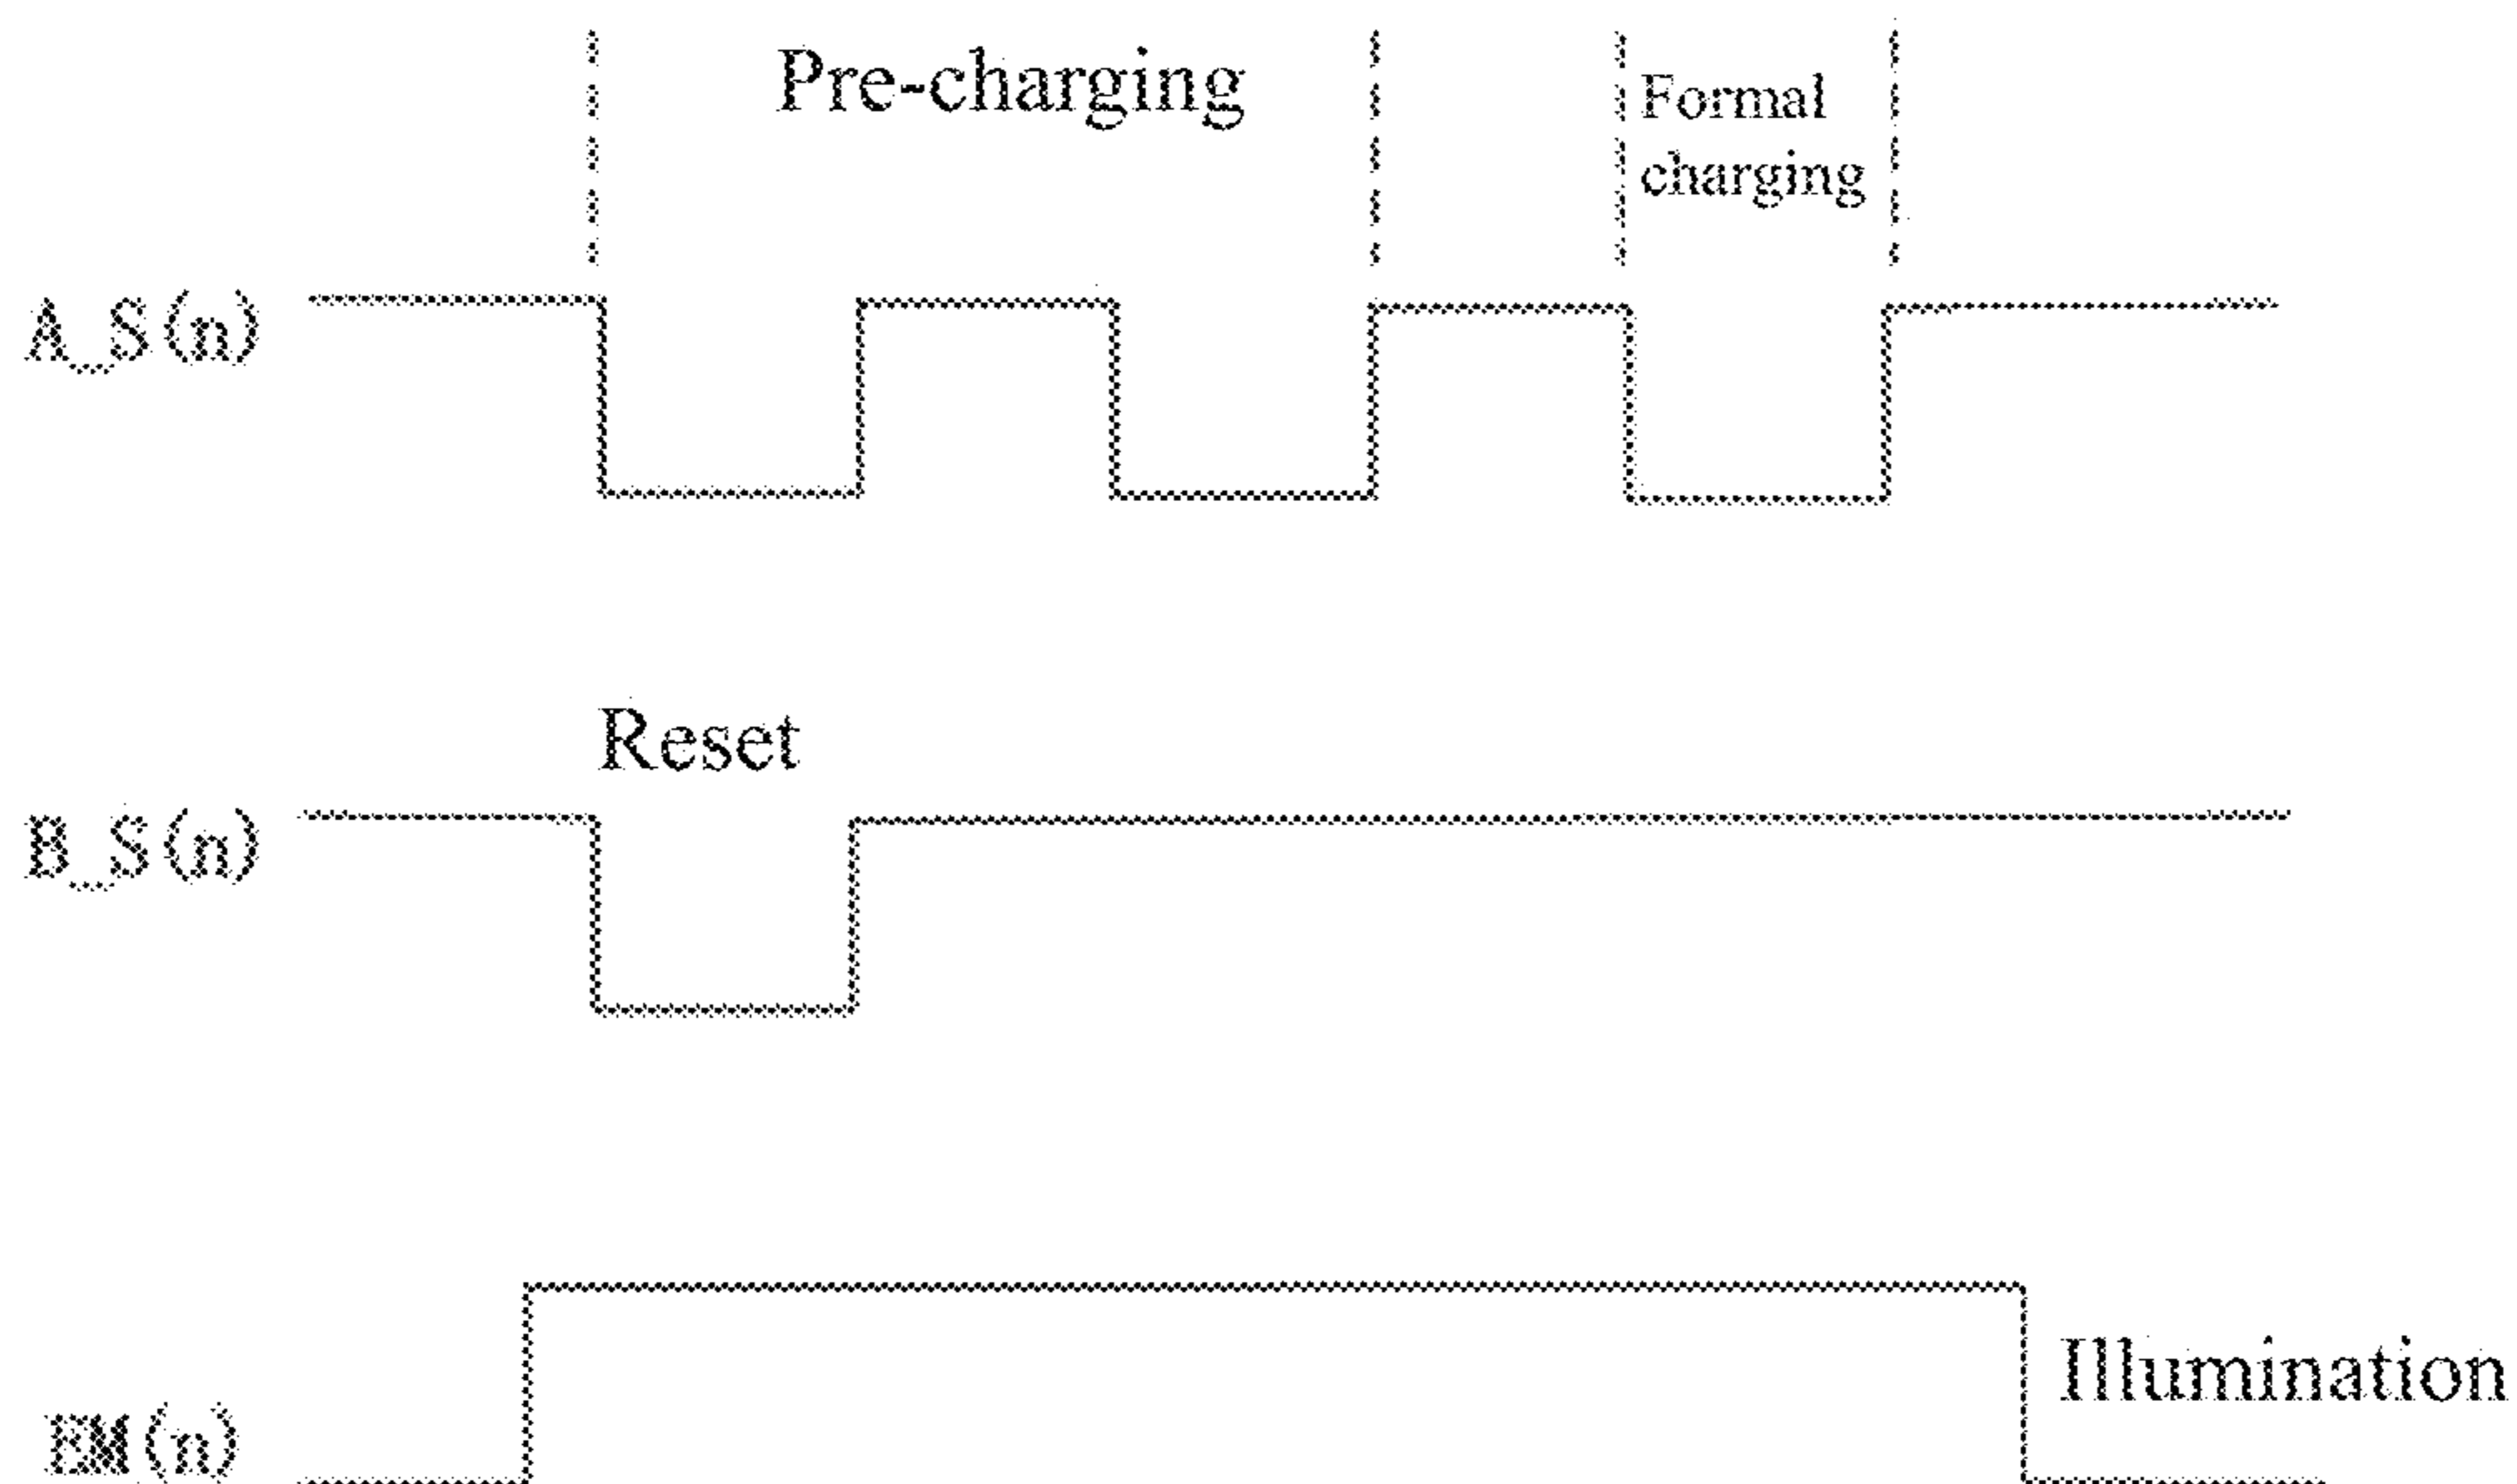 Pre-charging
Formal
charging
A_S(n)
Reset
B_S(n)
Illumination
EM(n)